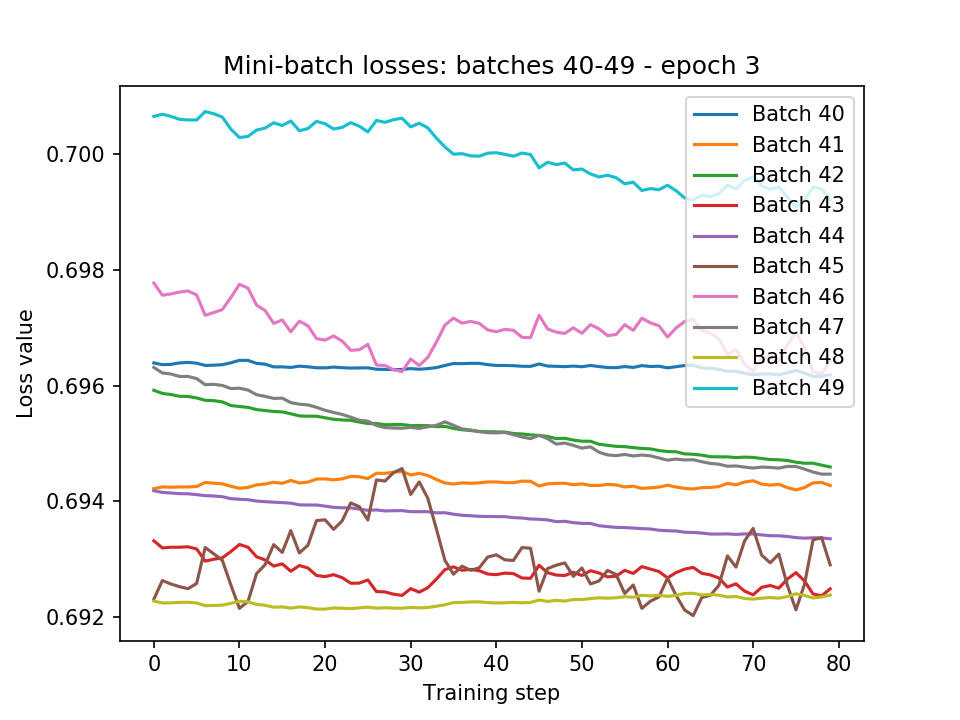 Mini-batch losses: batches 40-49 - epoch 3
Loss value
0.700
0.698
0.696
0.694
0.692
Batch 40
Batch 41
Batch 42
Batch 43
Batch 44
Batch 45
Batch 46
Batch 47
Batch 48
Batch 49
0 10 20 30 40 50 60 70 80
Training step